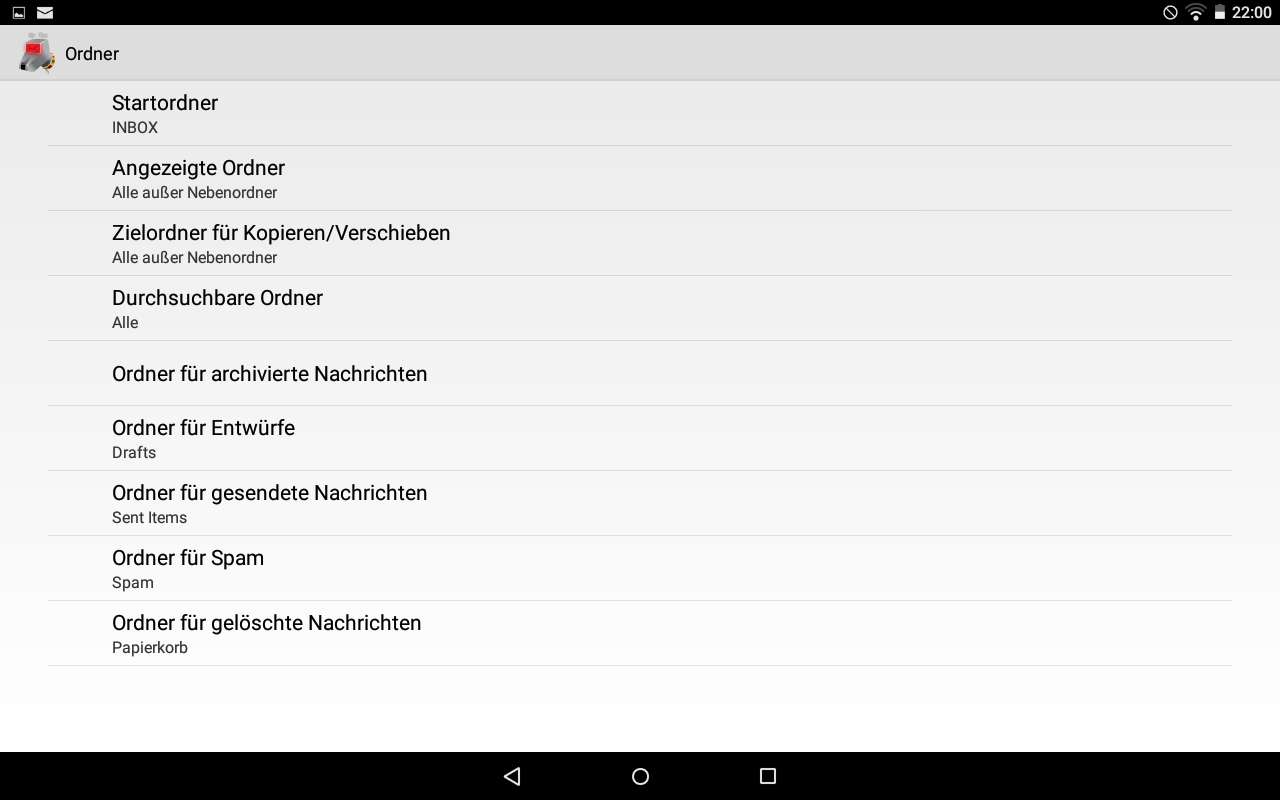 22:00
Ordner
Startordner
INBOX
Angezeigte Ordner
Alle außer Nebenordner
Zielordner für Kopieren/Verschieben
Alle außer Nebenordner
Durchsuchbare Ordner
Alle
Ordner für archivierte Nachrichten
Ordner für Entwürfe
Drafts
Ordner für gesendete Nachrichten
Sent Items
Ordner für Spam
Spam
Ordner für gelöschte Nachrichten
Papierkorb